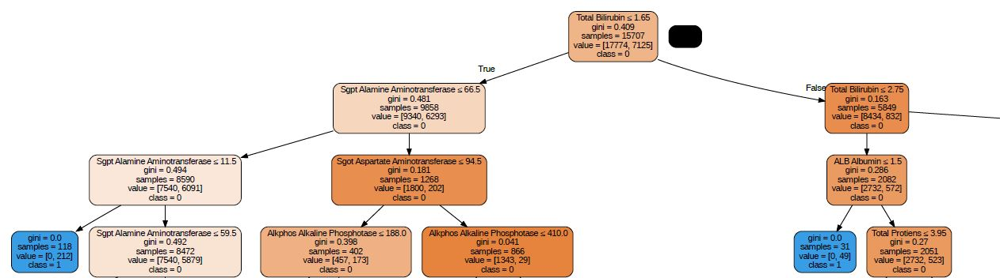 Total Bilirubin ≤ 1.65
gini = 0.409
samples = 15707
value = [17774, 7125]
class = 0
True
False
Sgpt Alamine Aminotransferase ≤ 66.5
gini = 0.481
samples = 9858
value = [9340, 6293]
class = 0
Total Bilirubin ≤ 2.75
gini = 0.163
samples = 5849
value = [8434, 832]
class = 0
Sgpt Alamine Aminotransferase ≤ 11.5
gini = 0.494
samples = 8590
value = [7540, 6091]
class = 0
Sgot Aspartate Aminotransferase ≤ 94.5
gini = 0.181
samples = 1268
value = [1800, 202]
class = 0
ALB Albumin ≤ 1.5
gini = 0.286
samples = 2082
value = [2732, 572]
class = 0
gini = 0.0
samples = 118
value = [0, 212]
class = 1
Sgpt Alamine Aminotransferase ≤ 59.5
gini = 0.492
samples = 8472
value = [7540, 5879]
class = 0
Alkphos Alkaline Phosphotase ≤ 188.0
gini = 0.398
samples = 402
value = [457, 173]
class = 0
Alkphos Alkaline Phosphotase ≤ 410.0
gini = 0.041
samples = 866
value = [1343, 29]
class = 0
gini = 0.0
samples = 31
value = [0, 49]
class = 1
Total Protiens ≤ 3.95
gini = 0.27
samples = 2051
value = [2732, 523]
class = 0